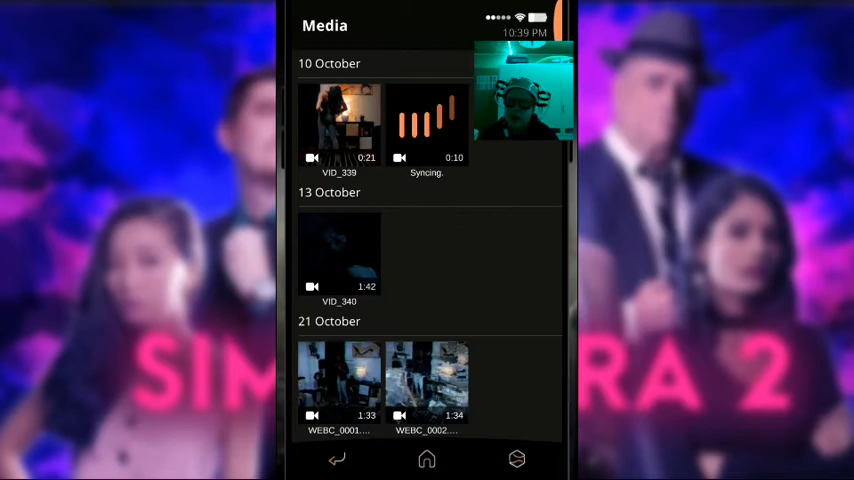 Media
10:39 PM
10 October
0:21
0:10
VID_339
Syncing.
13 October
1:42
VID_340
21 October
1:33
1:34
WEBC_0001....
WEBC_0002....
SIM
RA 2